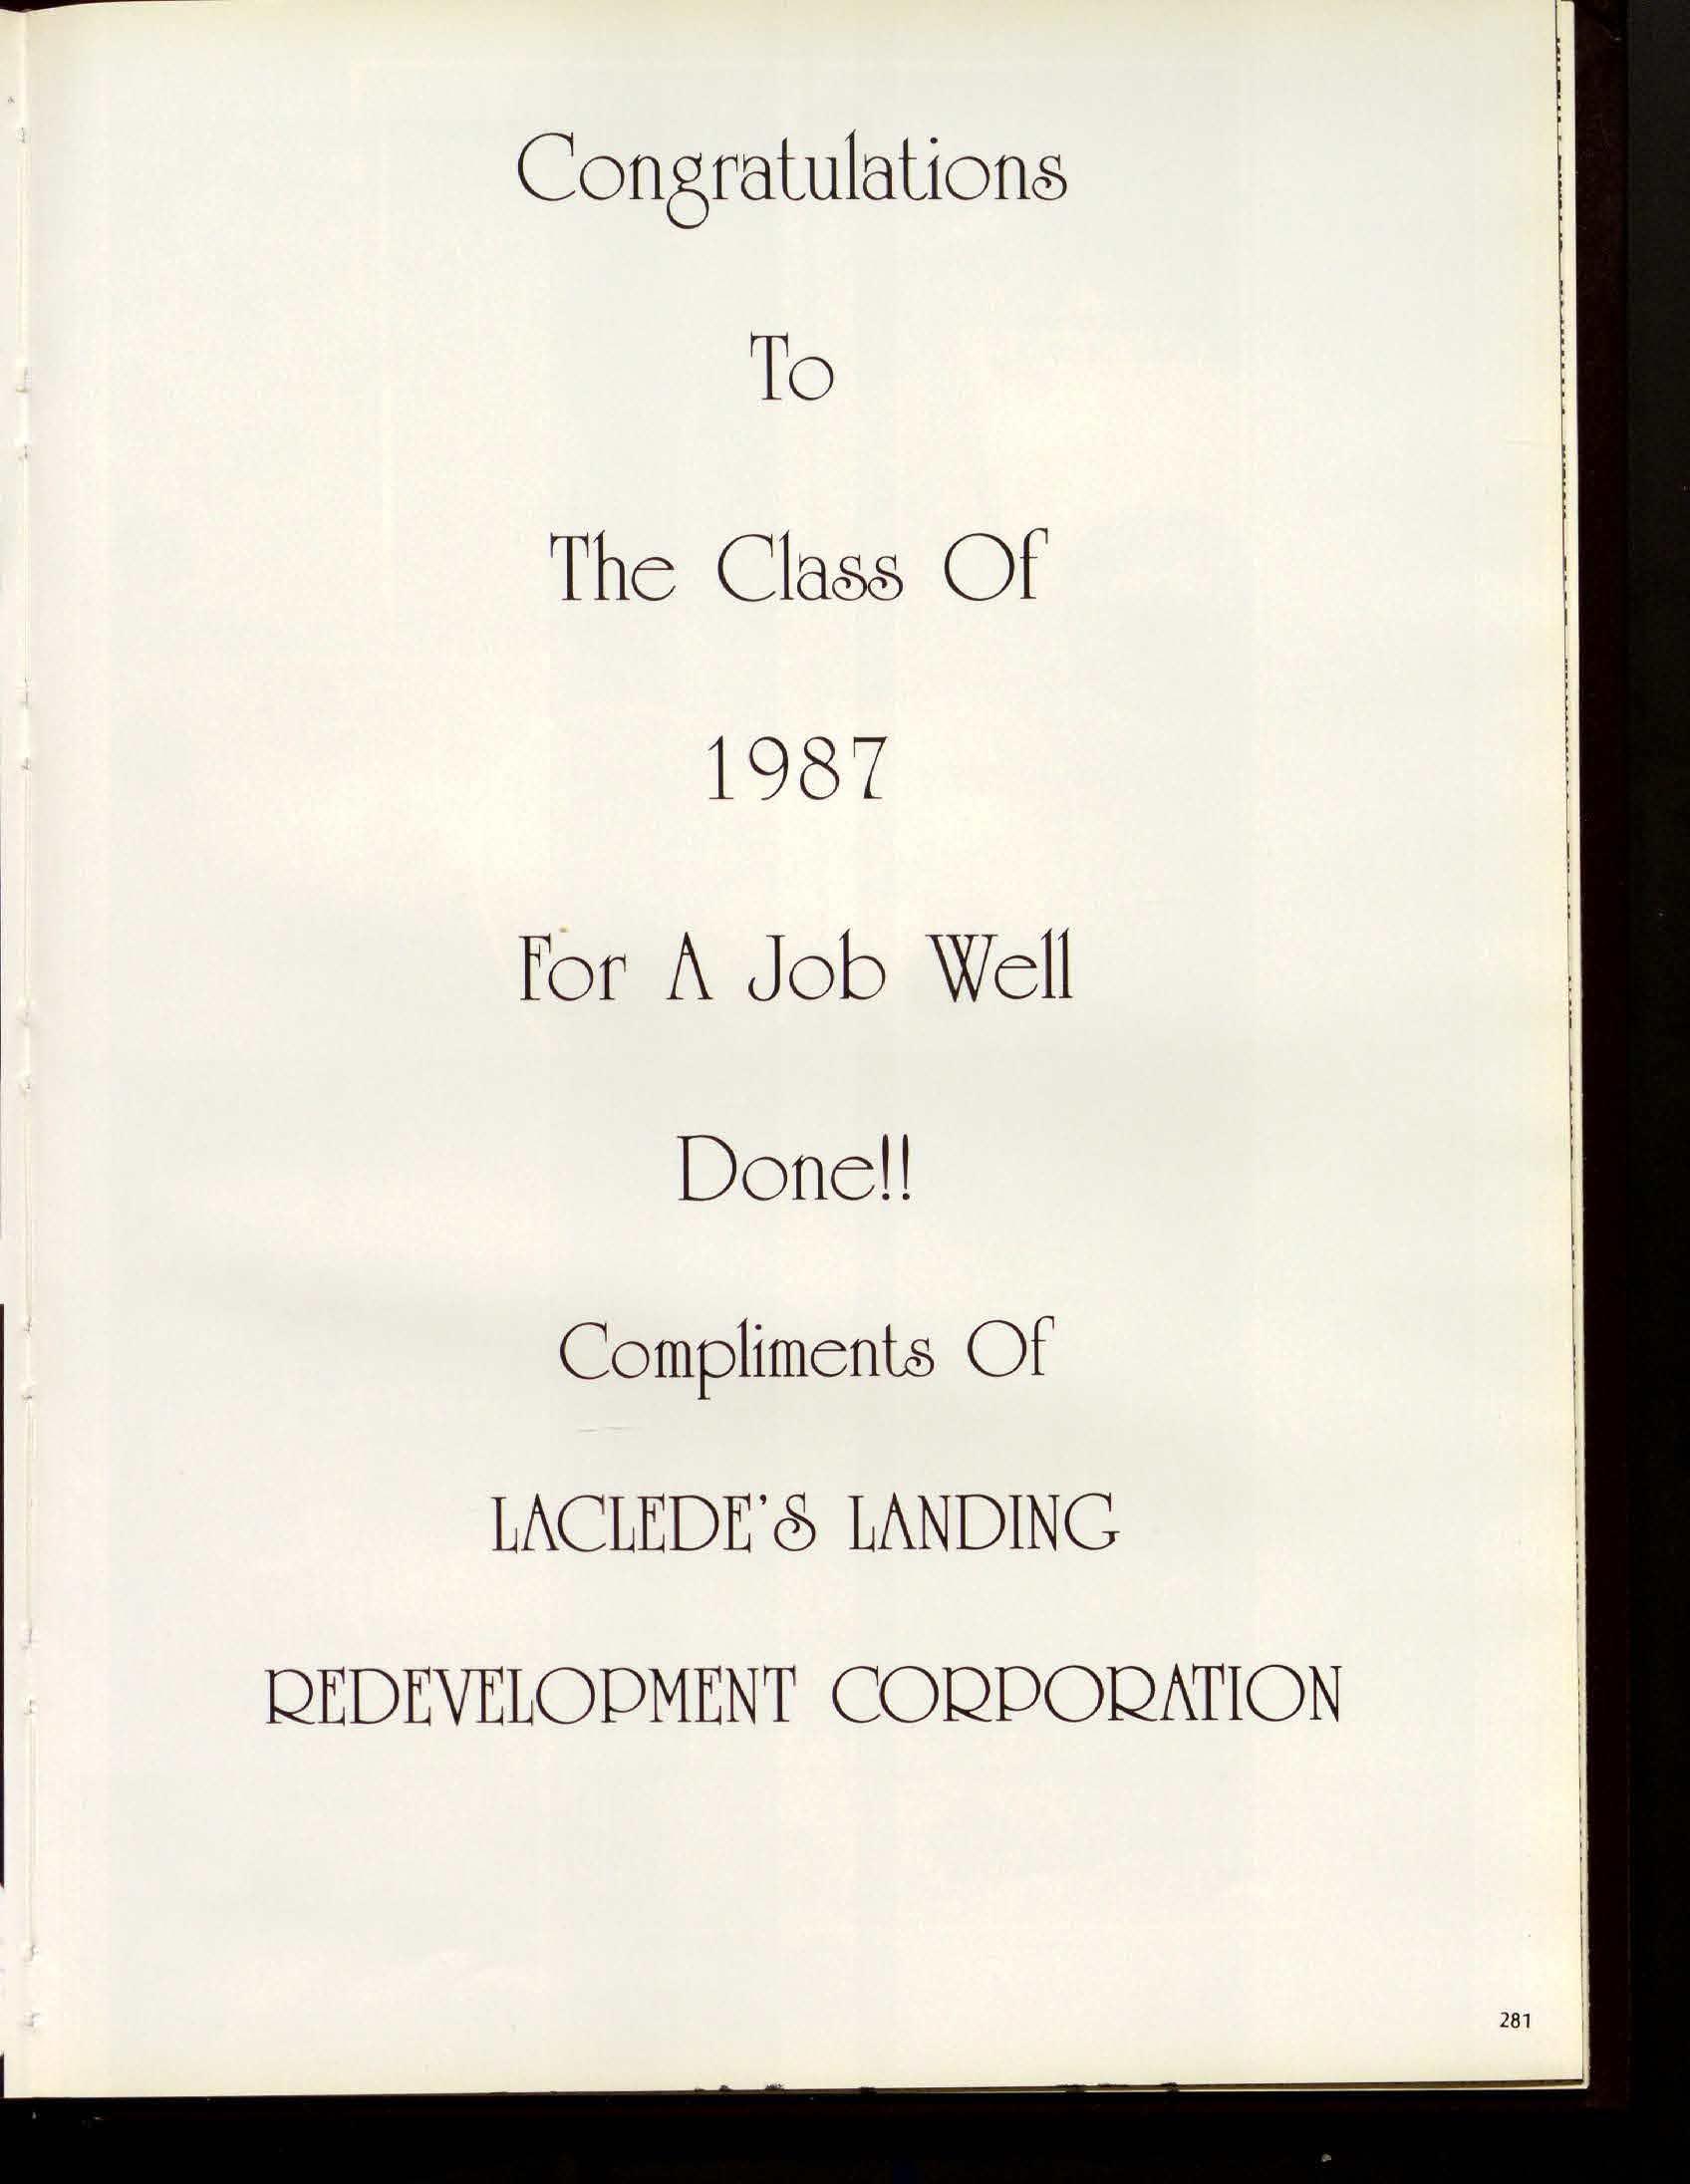 Congratulations
To
The Class Of
1987
For A Job Well
Done!!
Compliments Of
LACLEDE'S LANDING
REDEVELOPMENT CORPORATION
281